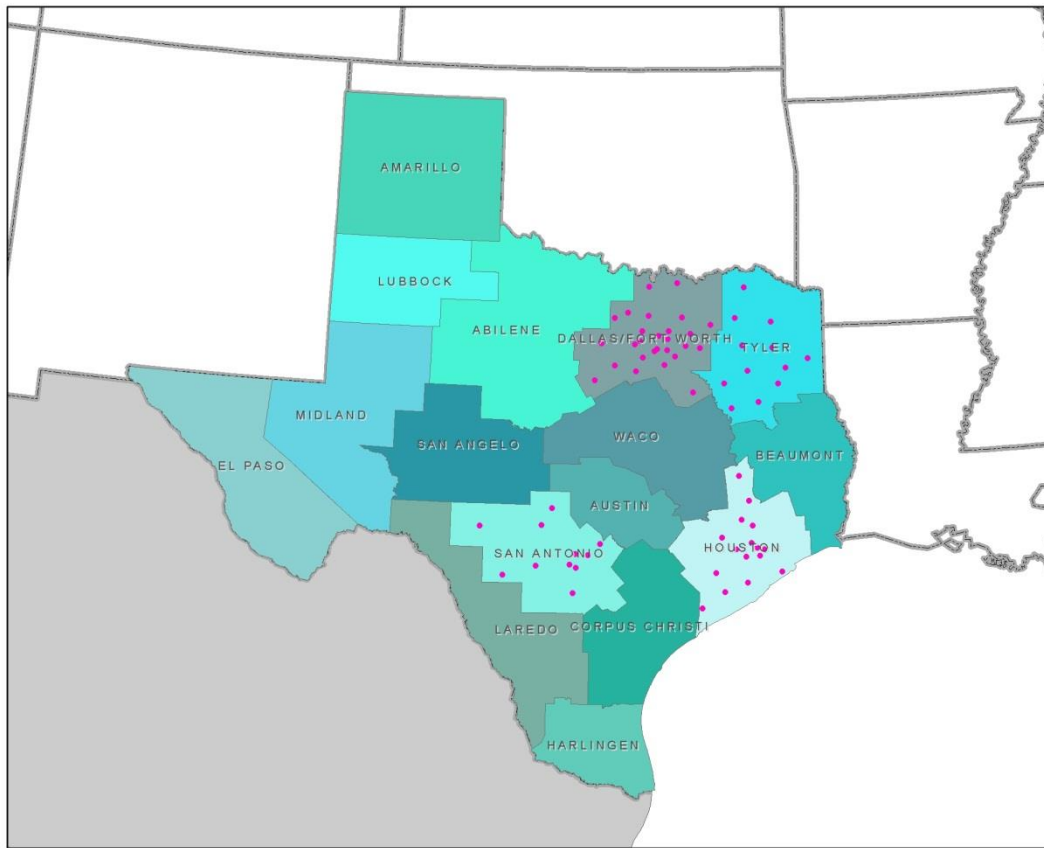 AMARILLO
LUBBOCK
ABILENE
DALLAS/FORT WORTH
TYLER
MIDLAND
SAN ANGELO
WACO
BEAUMONT
EL PASO
AUSTIN
SAN ANTONIO
HOUSTON
LAREDO
CORPUS CHRISTI
HARLINGEN